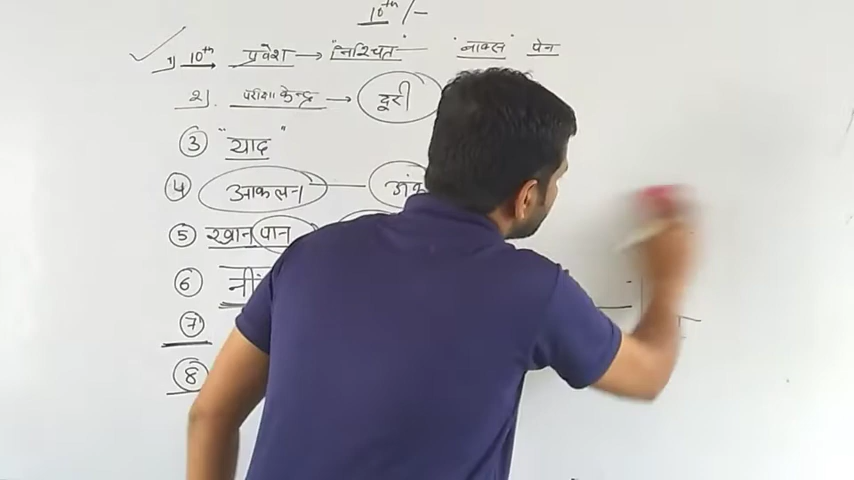 10th /-
1) 10th प्रवेश → "निश्चित" "बाक्स" पेन
2). परीक्षा केन्द्र → दूरी
3 "याद"
4 आकलन — अंक
5 खान पान
6 नीं
7
8